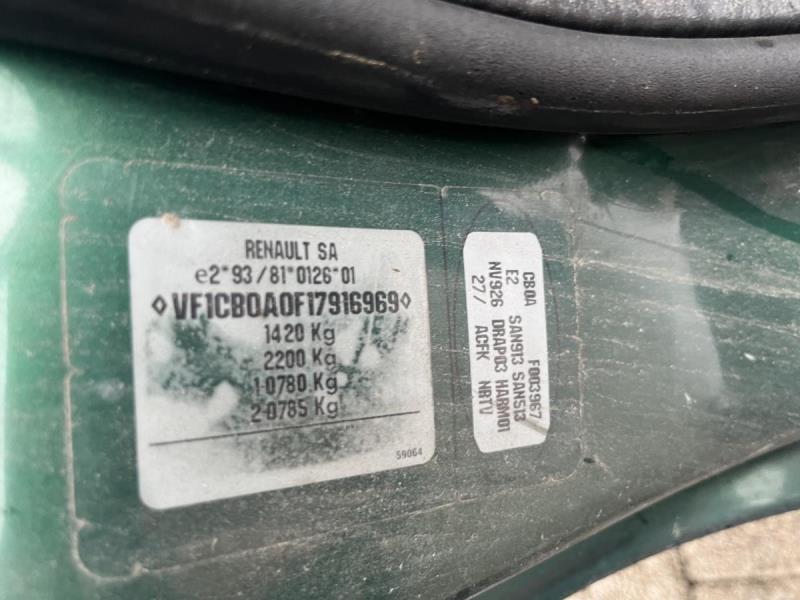 RENAULT SA
e2*93/81*0126*01
◇VF1CB0A0F17916969◇
1420 Kg
2200 Kg
1-0780 Kg
2-0785 Kg
59064
CB0A F003967
E2 SAN913 SAN513
NV926 DRAP03 HARM01
27/ ACFK NRTV